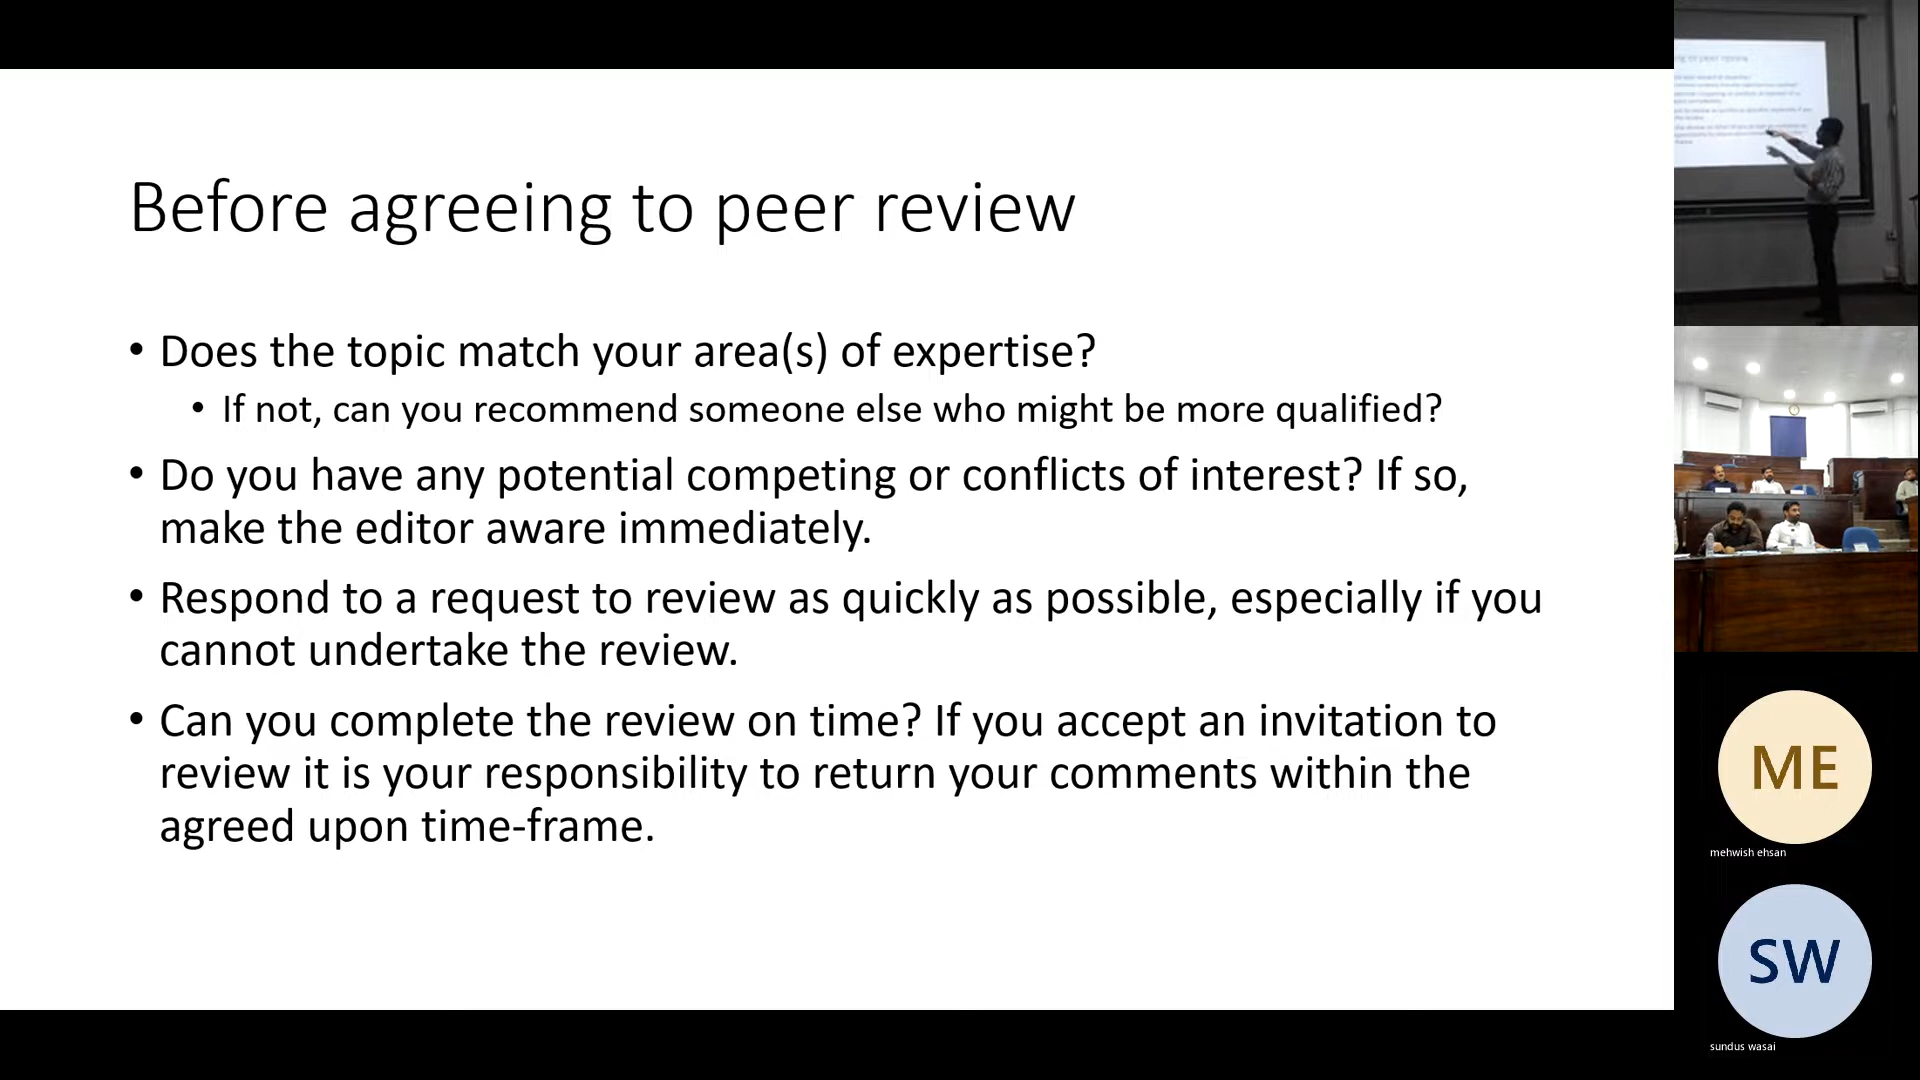 Before agreeing to peer review
• Does the topic match your area(s) of expertise?
• If not, can you recommend someone else who might be more qualified?
• Do you have any potential competing or conflicts of interest? If so,
make the editor aware immediately.
• Respond to a request to review as quickly as possible, especially if you
cannot undertake the review.
• Can you complete the review on time? If you accept an invitation to
review it is your responsibility to return your comments within the
agreed upon time-frame.
ME
mehwish ehsan
SW
sundus wasai